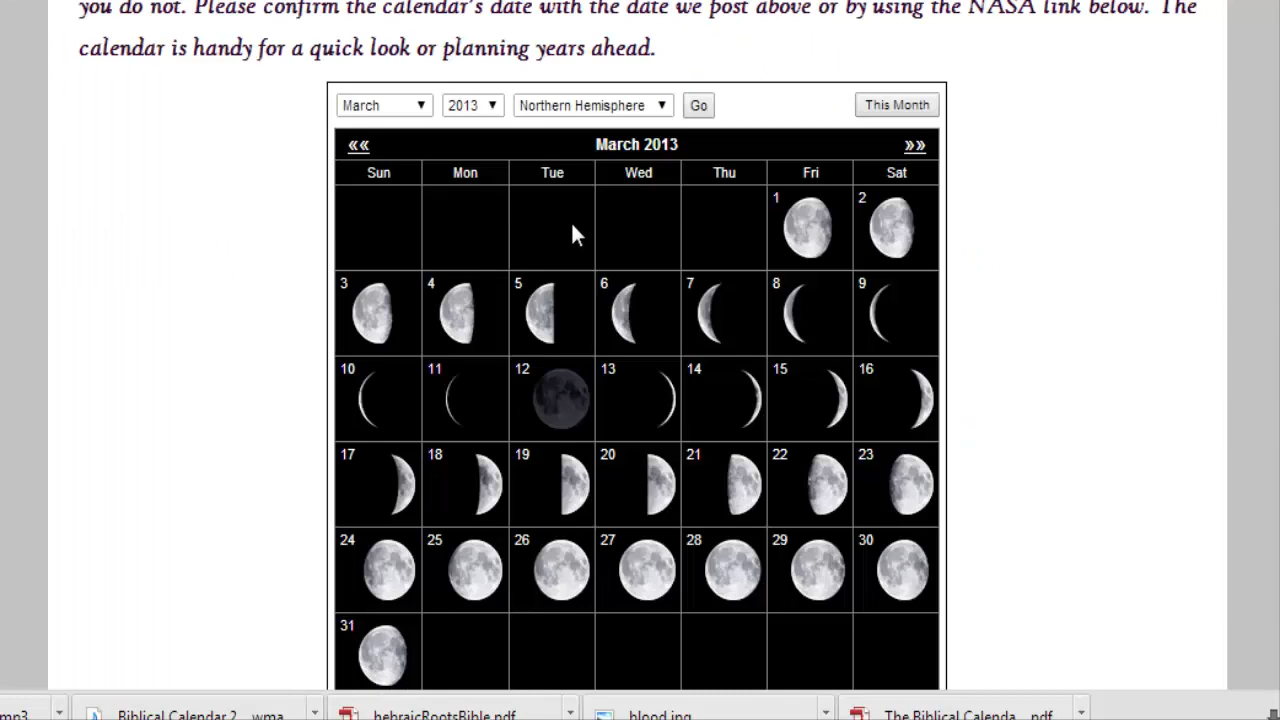 you do not. Please confirm the calendar's date with the date we post above or by using the NASA link below. The
calendar is handy for a quick look or planning years ahead.
March 2013 Northern Hemisphere Go This Month
«« March 2013 »»
Sun Mon Tue Wed Thu Fri Sat
1 2
3 4 5 6 7 8 9
10 11 12 13 14 15 16
17 18 19 20 21 22 23
24 25 26 27 28 29 30
31
mp3 Biblical Calendar 2_.wma hebraicRootsBible.pdf blood.jpg The Biblical Calenda....pdf